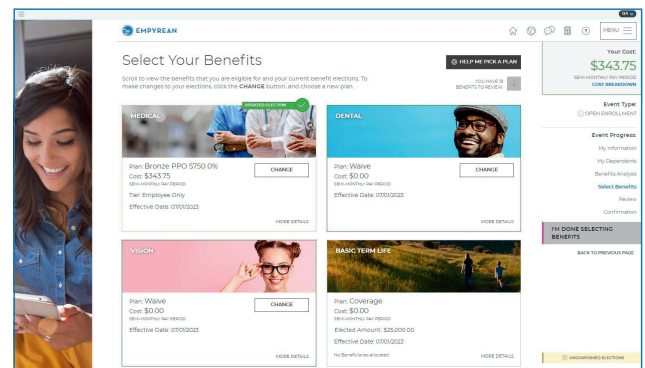 QA
EMPYREAN
MENU
Select Your Benefits
HELP ME PICK A PLAN
Scroll to view the benefits that you are eligible for and your current benefit elections. To
make changes to your elections, click the CHANGE button, and choose a new plan.
YOU HAVE 18
BENEFITS TO REVIEW.
MEDICAL
UPDATED ELECTION
Plan: Bronze PPO 5750 0%
Cost: $343.75
SEMI-MONTHLY PAY PERIOD
Tier: Employee Only
Effective Date: 07/01/2023
CHANGE
MORE DETAILS
DENTAL
Plan: Waive
Cost: $0.00
SEMI-MONTHLY PAY PERIOD
Effective Date: 07/01/2023
CHANGE
MORE DETAILS
VISION
Plan: Waive
Cost: $0.00
SEMI-MONTHLY PAY PERIOD
Effective Date: 07/01/2023
CHANGE
MORE DETAILS
BASIC TERM LIFE
Plan: Coverage
Cost: $0.00
SEMI-MONTHLY PAY PERIOD
Elected Amount: $25,000.00
Effective Date: 07/01/2023
No Beneficiaries allocated
MORE DETAILS
Your Cost:
$343.75
SEMI-MONTHLY PAY PERIOD
COST BREAKDOWN
Event Type:
OPEN ENROLLMENT
Event Progress:
My Information
My Dependents
Benefits Analysis
Select Benefits
Review
Confirmation
I'M DONE SELECTING
BENEFITS
BACK TO PREVIOUS PAGE
UNCONFIRMED ELECTIONS